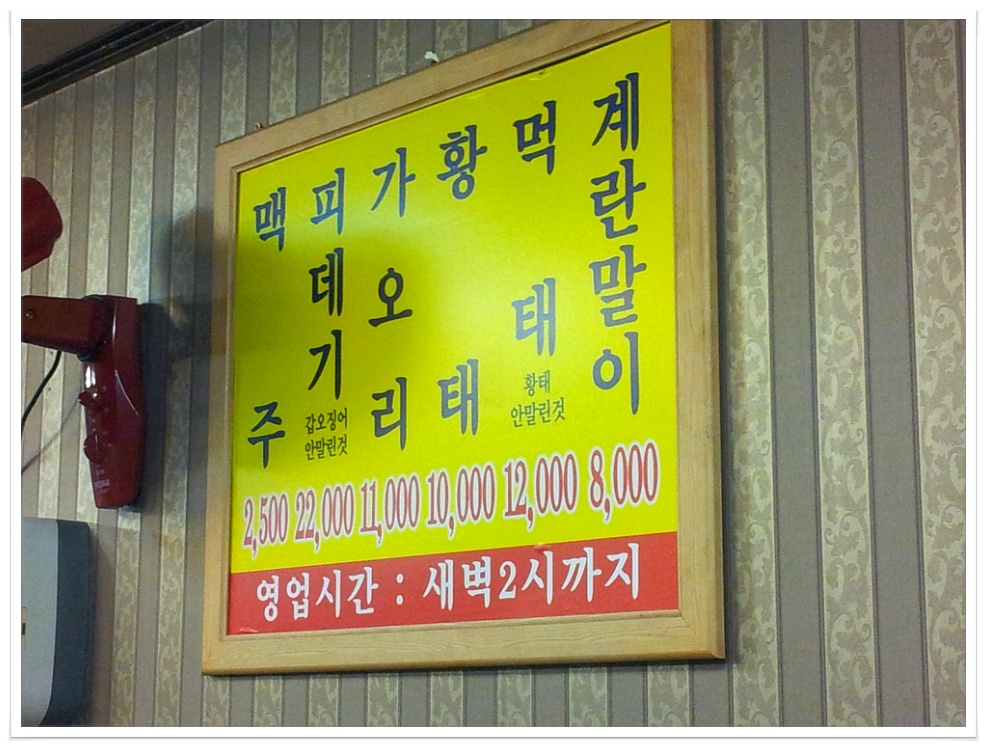 맥주
피데기
갑오징어
안말린것
가오리
황태
먹태
황태
안말린것
계란말이
2,500 22,000 11,000 10,000 12,000 8,000
영업시간 : 새벽2시까지